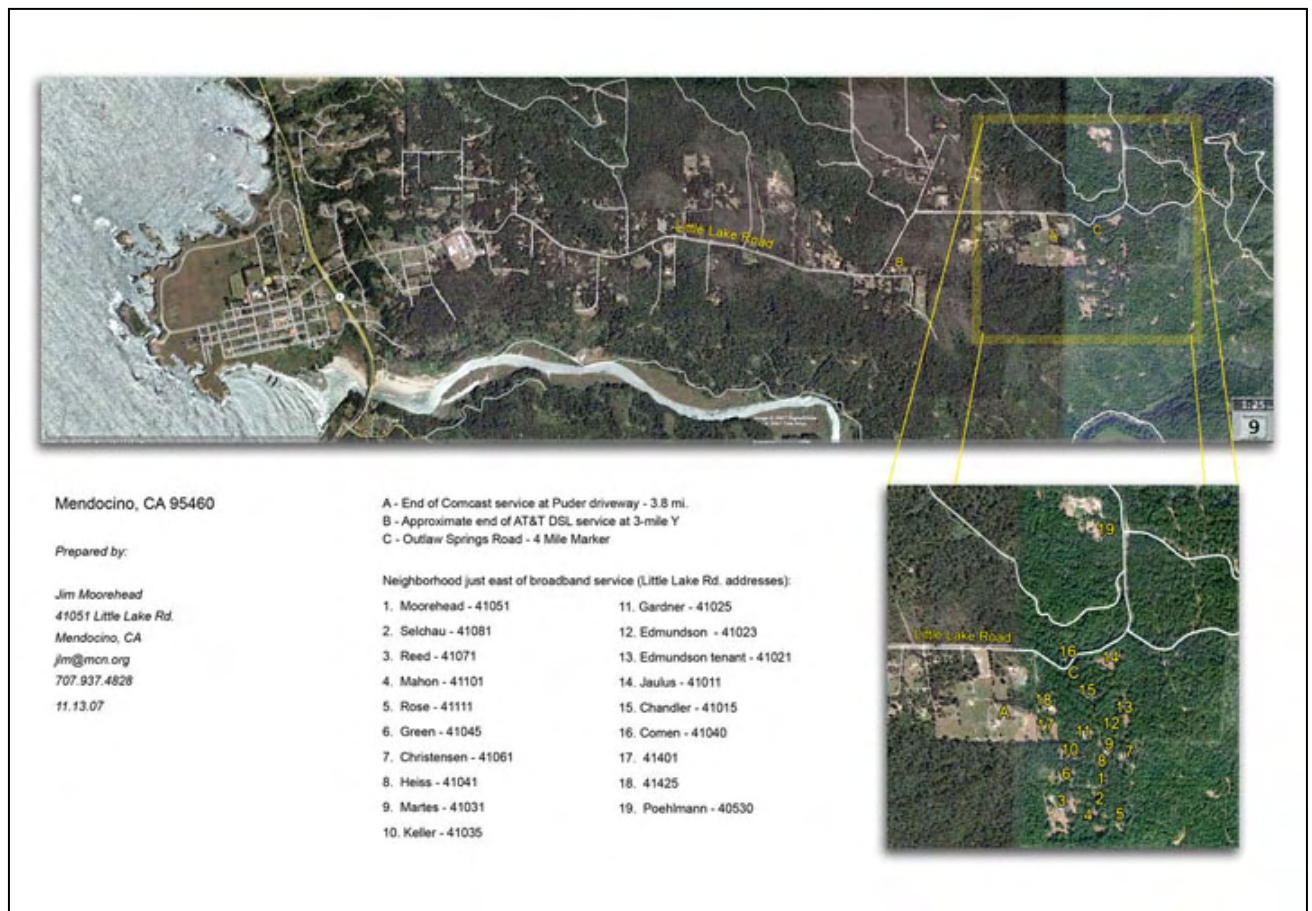 Little Lake Road
A
B
C
9
Mendocino, CA 95460
Prepared by:
Jim Moorehead
41051 Little Lake Rd.
Mendocino, CA
jlm@mcn.org
707.937.4828
11.13.07
A - End of Comcast service at Puder driveway - 3.8 mi.
B - Approximate end of AT&T DSL service at 3-mile Y
C - Outlaw Springs Road - 4 Mile Marker
Neighborhood just east of broadband service (Little Lake Rd. addresses):
1. Moorehead - 41051
2. Selchau - 41081
3. Reed - 41071
4. Mahon - 41101
5. Rose - 41111
6. Green - 41045
7. Christensen - 41061
8. Heiss - 41041
9. Martes - 41031
10. Keller - 41035
11. Gardner - 41025
12. Edmundson - 41023
13. Edmundson tenant - 41021
14. Jaulus - 41011
15. Chandler - 41015
16. Comen - 41040
17. 41401
18. 41425
19. Poehlmann - 40530
19
Little Lake Road
16
14
C
15
18
13
A
17
12
11
9
10
7
8
6
1
3
2
4
5